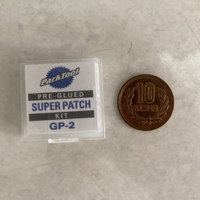 ParkTool
PRE-GLUED
SUPER PATCH
KIT
GP-2
10